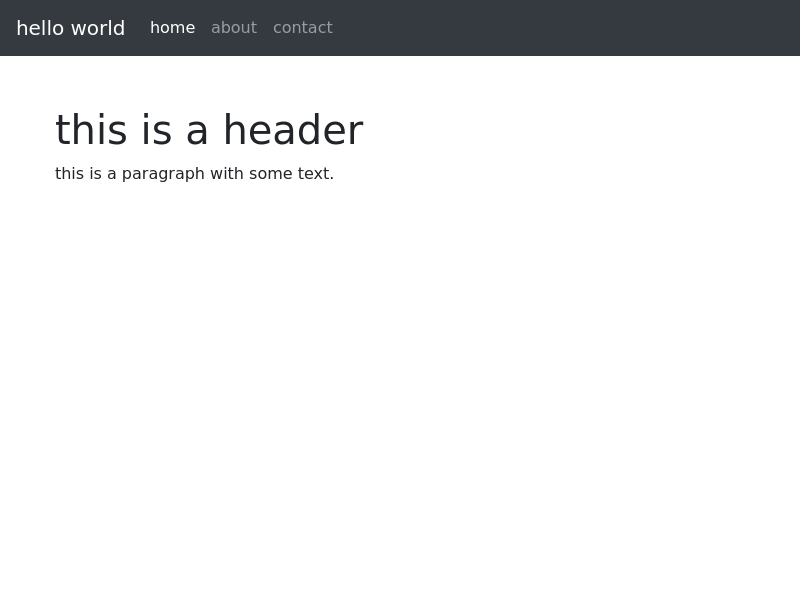 hello world home about contact
this is a header
this is a paragraph with some text.